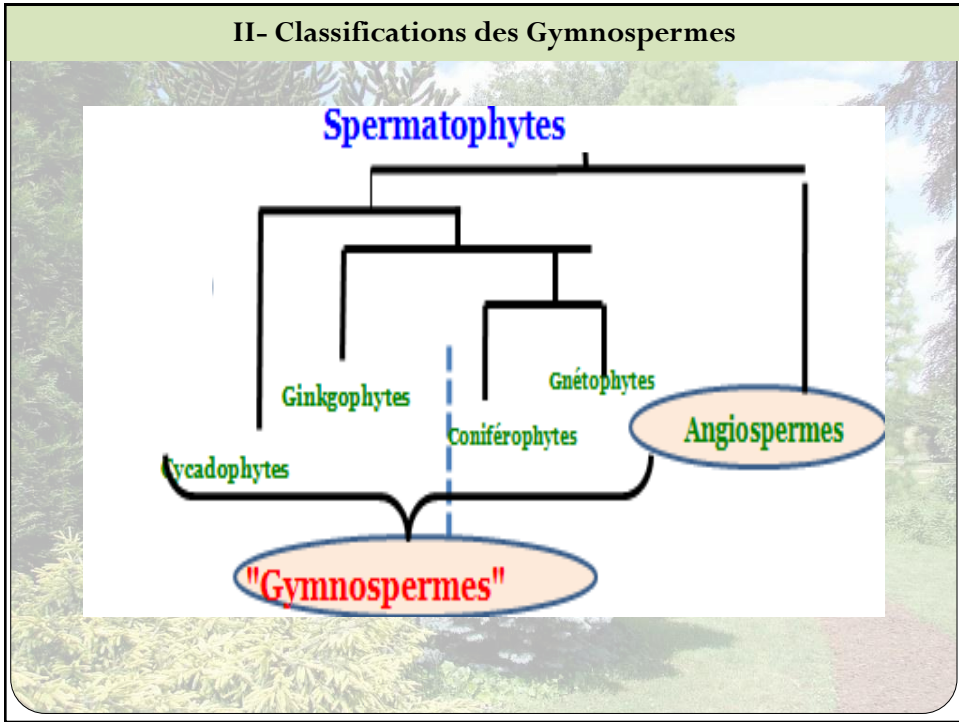 II- Classifications des Gymnospermes
Spermatophytes
Ginkgophytes
Gnétophytes
Coniférophytes
Angiospermes
Cycadophytes
"Gymnospermes"